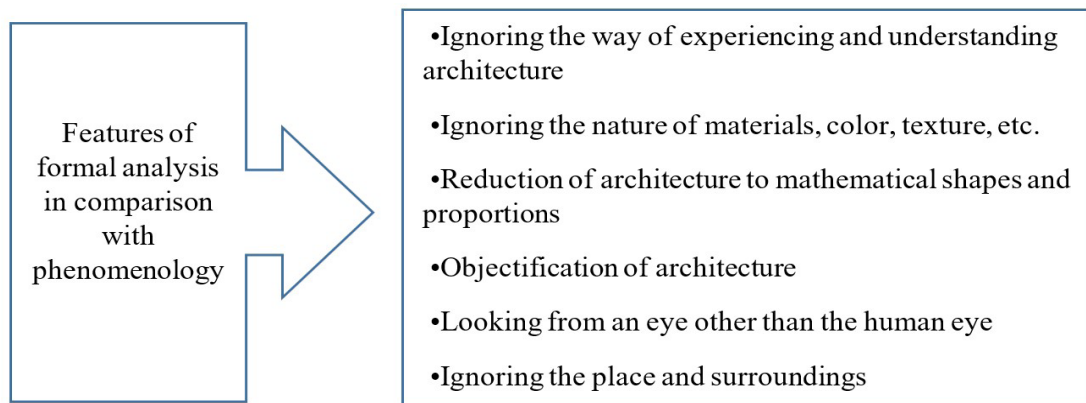 Features of
formal analysis
in comparison
with
phenomenology
•Ignoring the way of experiencing and understanding
architecture
•Ignoring the nature of materials, color, texture, etc.
•Reduction of architecture to mathematical shapes and
proportions
•Objectification of architecture
•Looking from an eye other than the human eye
•Ignoring the place and surroundings